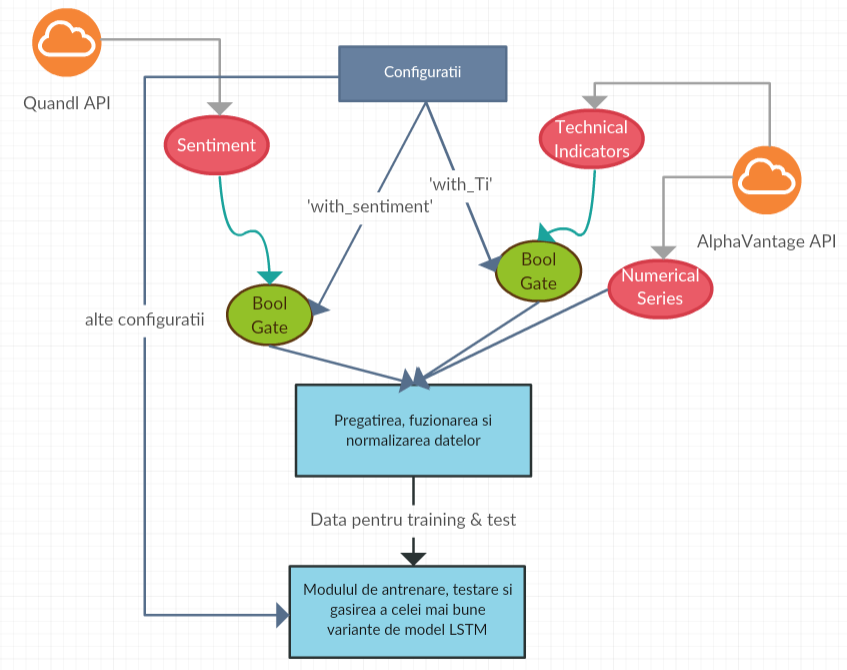 Quandl API
Configuratii
Sentiment
Technical
Indicators
'with_Ti'
'with_sentiment'
AlphaVantage API
Bool
Gate
Numerical
Series
Bool
Gate
alte configuratii
Pregatirea, fuzionarea si
normalizarea datelor
Data pentru training & test
Modulul de antrenare, testare si
gasirea a celei mai bune
variante de model LSTM